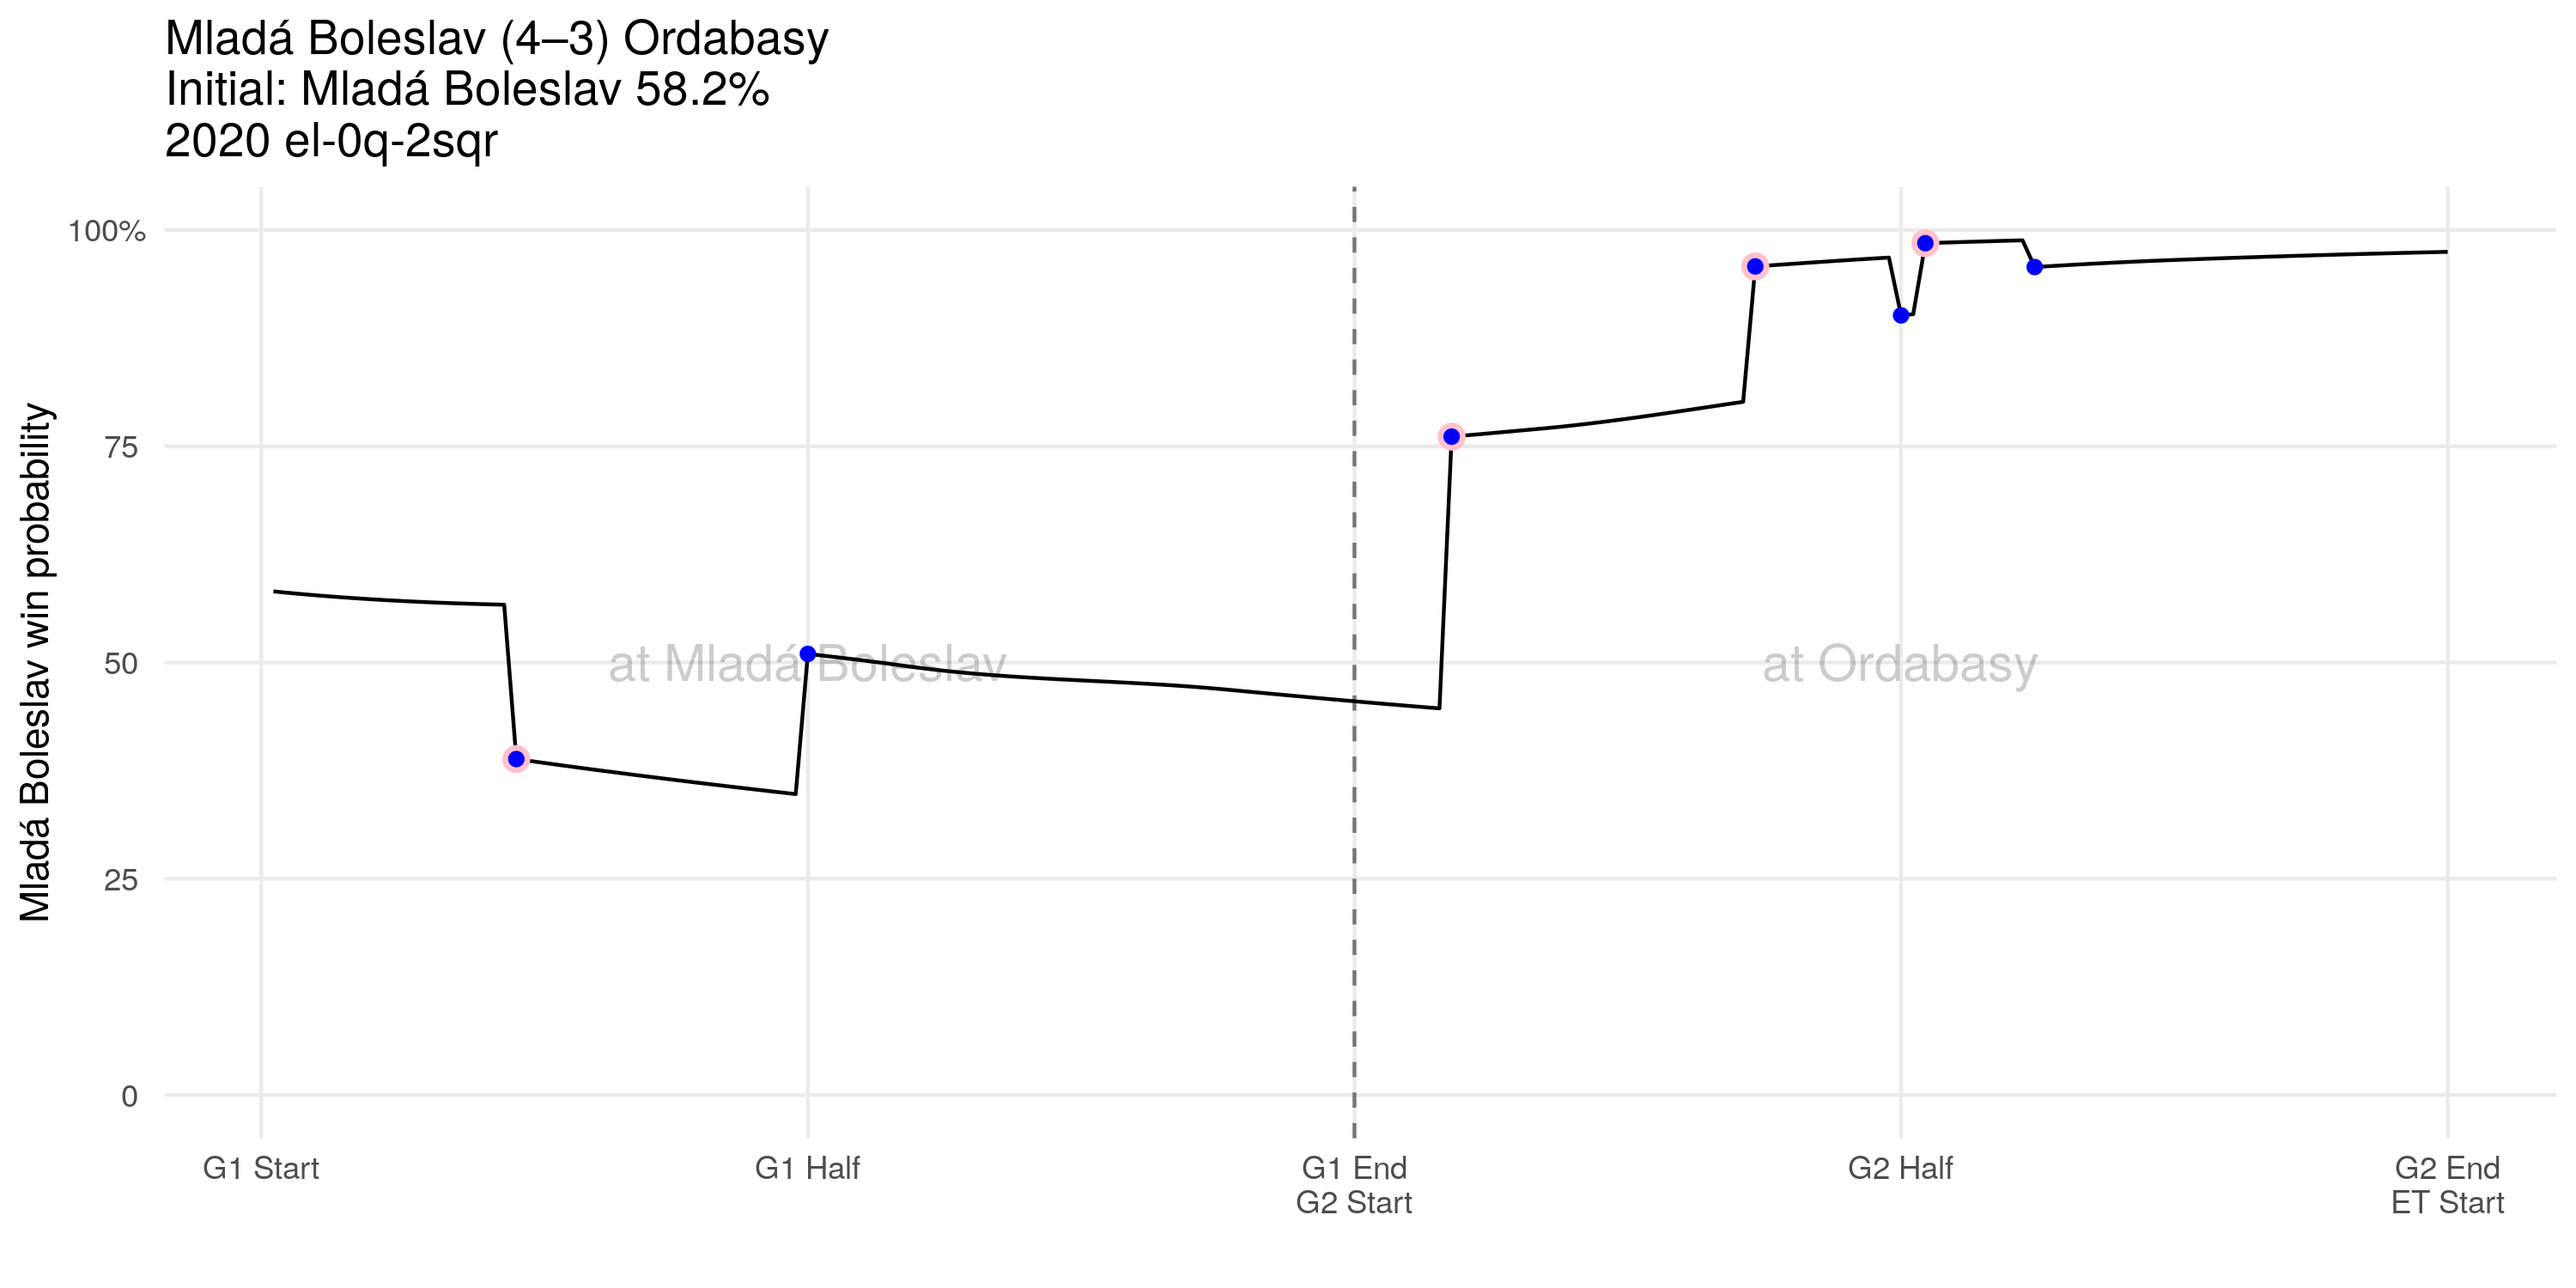 Mladá Boleslav (4–3) Ordabasy
Initial: Mladá Boleslav 58.2%
2020 el-0q-2sqr
Mladá Boleslav win probability
100%
75
50
25
0
at Mladá Boleslav
at Ordabasy
G1 Start
G1 Half
G1 End
G2 Start
G2 Half
G2 End
ET Start